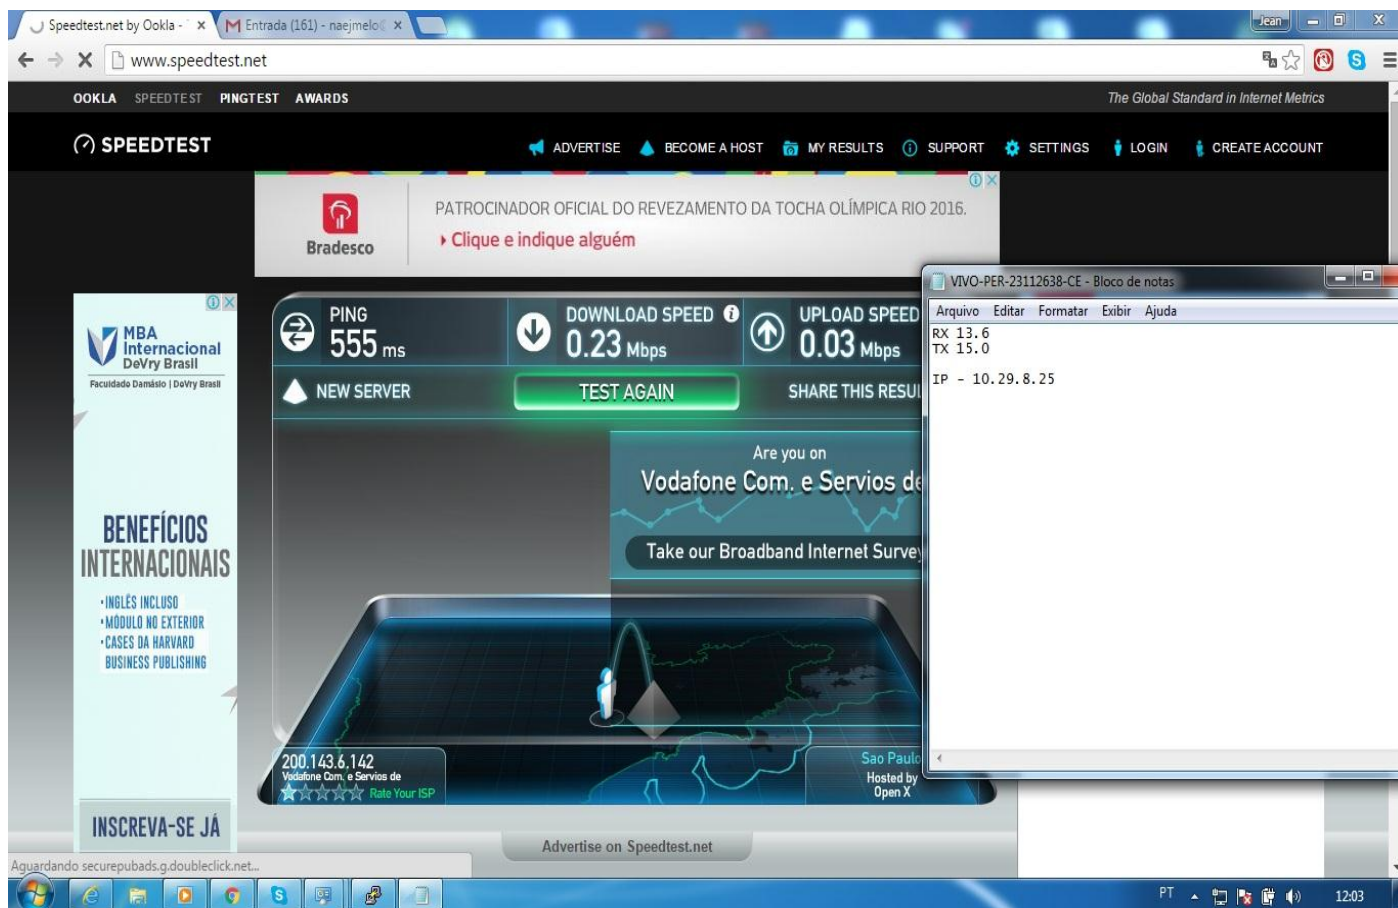 Speedtest.net by Ookla -
Entrada (161) - naejmelo
Jean
www.speedtest.net
OOKLA SPEEDTEST PINGTEST AWARDS
The Global Standard in Internet Metrics
SPEEDTEST
ADVERTISE BECOME A HOST MY RESULTS SUPPORT SETTINGS LOGIN CREATE ACCOUNT
Bradesco
PATROCINADOR OFICIAL DO REVEZAMENTO DA TOCHA OLÍMPICA RIO 2016.
Clique e indique alguém
MBA
Internacional
DeVry Brasil
Faculdade Damásio | DeVry Brasil
BENEFÍCIOS
INTERNACIONAIS
• INGLÊS INCLUSO
• MÓDULO NO EXTERIOR
• CASES DA HARVARD
BUSINESS PUBLISHING
INSCREVA-SE JÁ
PING
555 ms
DOWNLOAD SPEED
0.23 Mbps
UPLOAD SPEED
0.03 Mbps
NEW SERVER
TEST AGAIN
SHARE THIS RESU
Are you on
Vodafone Com. e Servios de
Take our Broadband Internet Survey
200.143.6.142
Vodafone Com. e Servios de
Rate Your ISP
Sao Paulo
Hosted by
Open X
Advertise on Speedtest.net
VIVO-PER-23112638-CE - Bloco de notas
Arquivo Editar Formatar Exibir Ajuda
RX 13.6
TX 15.0
IP - 10.29.8.25
Aguardando securepubads.g.doubleclick.net...
PT
12:03